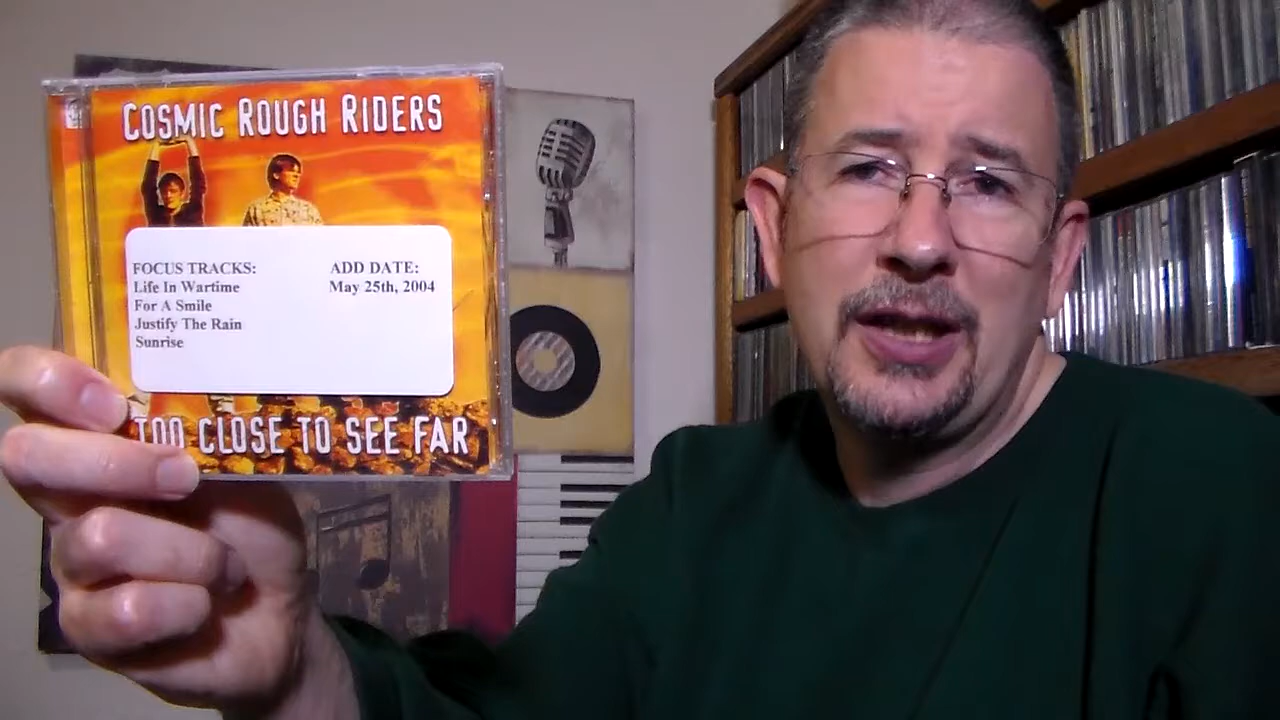 COSMIC ROUGH RIDERS
FOCUS TRACKS:
Life In Wartime
For A Smile
Justify The Rain
Sunrise
ADD DATE:
May 25th, 2004
TOO CLOSE TO SEE FAR